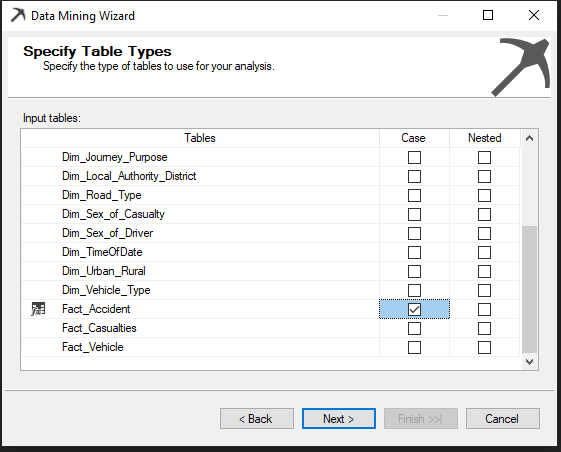 Data Mining Wizard
Specify Table Types
Specify the type of tables to use for your analysis.
Input tables:
Tables Case Nested
Dim_Journey_Purpose
Dim_Local_Authority_District
Dim_Road_Type
Dim_Sex_of_Casualty
Dim_Sex_of_Driver
Dim_TimeOfDate
Dim_Urban_Rural
Dim_Vehicle_Type
Fact_Accident
Fact_Casualties
Fact_Vehicle
< Back Next > Finish >>| Cancel